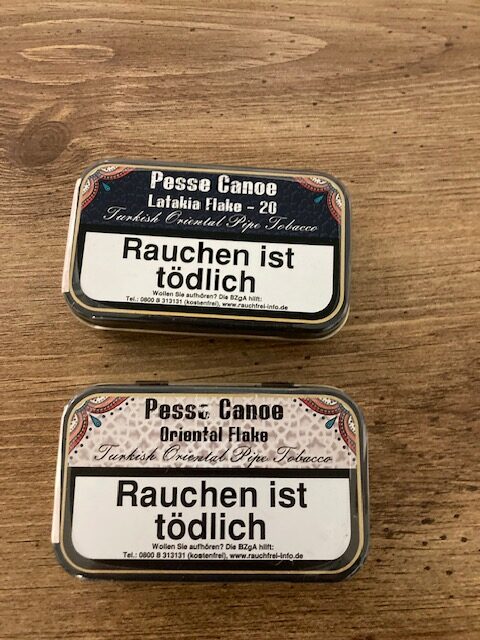 Pesse Canoe
Latakia Flake - 20
Turkish Oriental Pipe Tobacco
Rauchen ist
tödlich
Wollen Sie aufhören? Die BZgA hilft:
Tel.: 0800 8 313131 (kostenfrei), www.rauchfrei-info.de
Pesse Canoe
Oriental Flake
Turkish Oriental Pipe Tobacco
Rauchen ist
tödlich
Wollen Sie aufhören? Die BZgA hilft:
Tel.: 0800 8 313131 (kostenfrei), www.rauchfrei-info.de